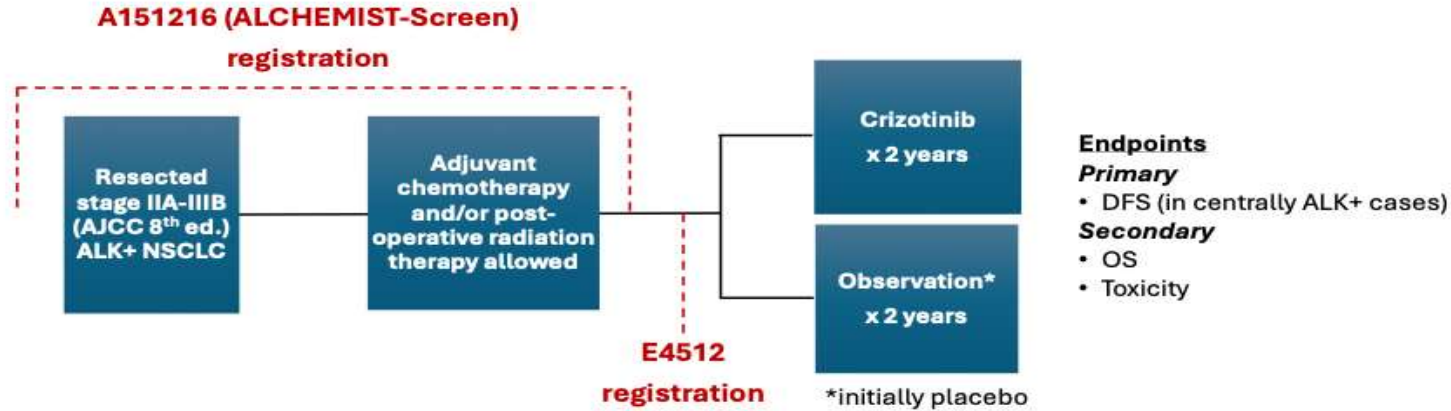 A151216 (ALCHEMIST-Screen)
registration
Resected
stage IIA-IIIB
(AJCC 8th ed.)
ALK+ NSCLC
Adjuvant
chemotherapy
and/or post-
operative radiation
therapy allowed
E4512
registration
Crizotinib
x 2 years
Observation*
x 2 years
*initially placebo
Endpoints
Primary
• DFS (in centrally ALK+ cases)
Secondary
• OS
• Toxicity